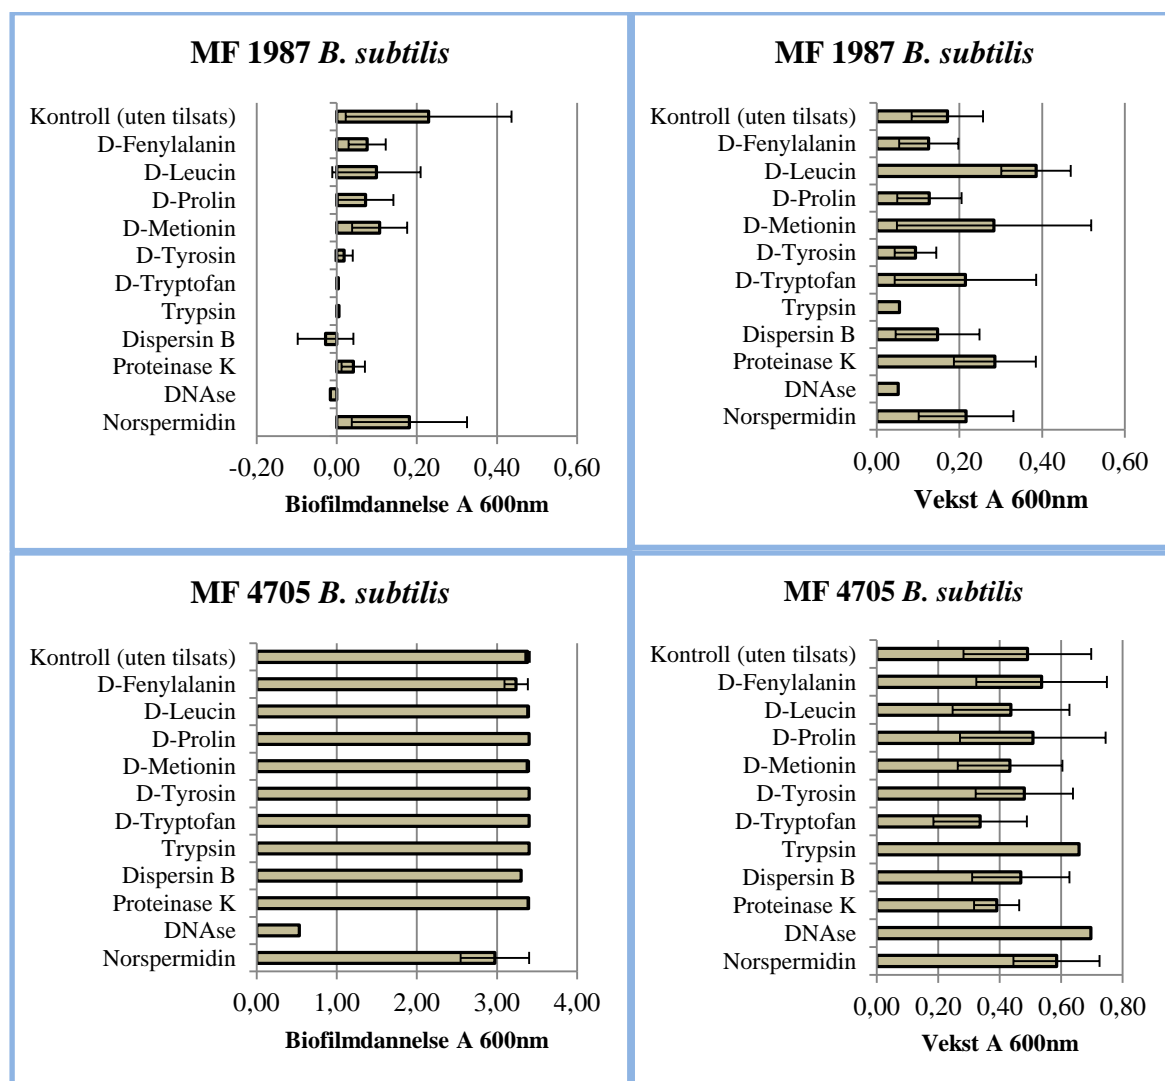 MF 1987 B. subtilis
Kontroll (uten tilsats)
D-Fenylalanin
D-Leucin
D-Prolin
D-Metionin
D-Tyrosin
D-Tryptofan
Trypsin
Dispersin B
Proteinase K
DNAse
Norspermidin
-0,20 0,00 0,20 0,40 0,60
Biofilmdannelse A 600nm
MF 1987 B. subtilis
Kontroll (uten tilsats)
D-Fenylalanin
D-Leucin
D-Prolin
D-Metionin
D-Tyrosin
D-Tryptofan
Trypsin
Dispersin B
Proteinase K
DNAse
Norspermidin
0,00 0,20 0,40 0,60
Vekst A 600nm
MF 4705 B. subtilis
Kontroll (uten tilsats)
D-Fenylalanin
D-Leucin
D-Prolin
D-Metionin
D-Tyrosin
D-Tryptofan
Trypsin
Dispersin B
Proteinase K
DNAse
Norspermidin
0,00 1,00 2,00 3,00 4,00
Biofilmdannelse A 600nm
MF 4705 B. subtilis
Kontroll (uten tilsats)
D-Fenylalanin
D-Leucin
D-Prolin
D-Metionin
D-Tyrosin
D-Tryptofan
Trypsin
Dispersin B
Proteinase K
DNAse
Norspermidin
0,00 0,20 0,40 0,60 0,80
Vekst A 600nm